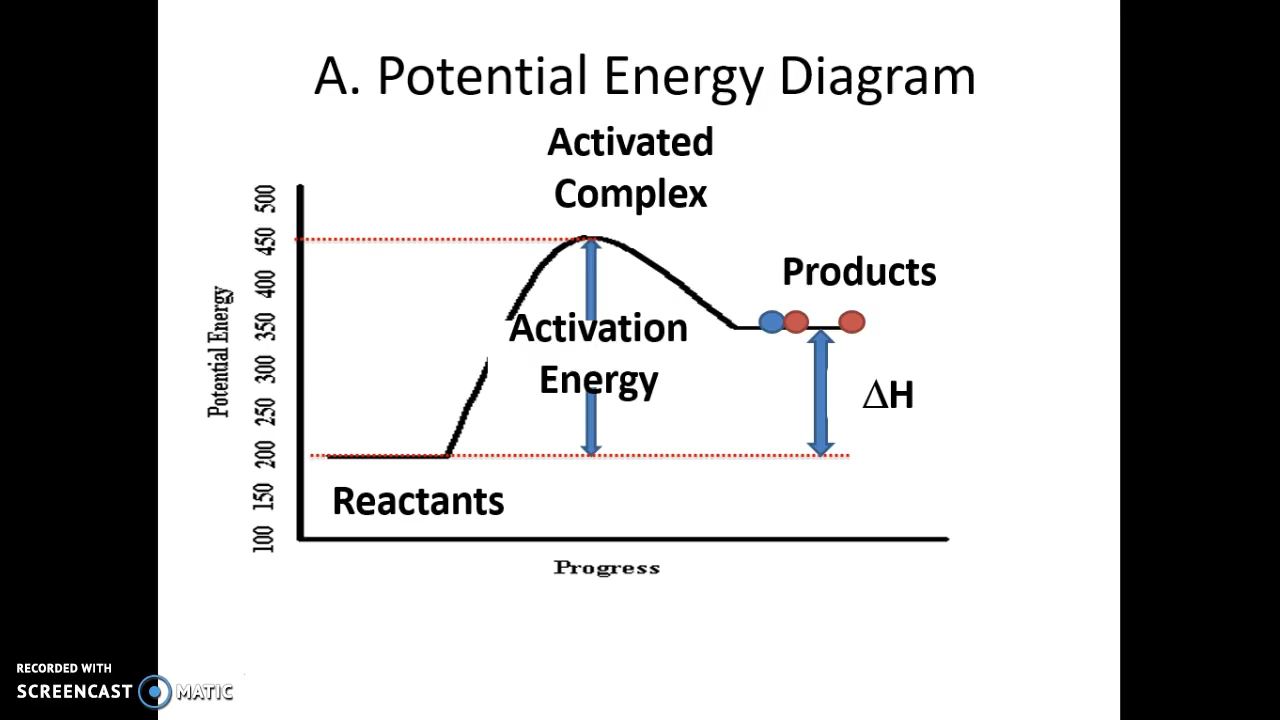 A. Potential Energy Diagram
Activated
Complex
Products
Activation
Energy
ΔH
Reactants
Potential Energy
500
450
400
350
300
250
200
150
100
Progress
RECORDED WITH
SCREENCAST MATIC